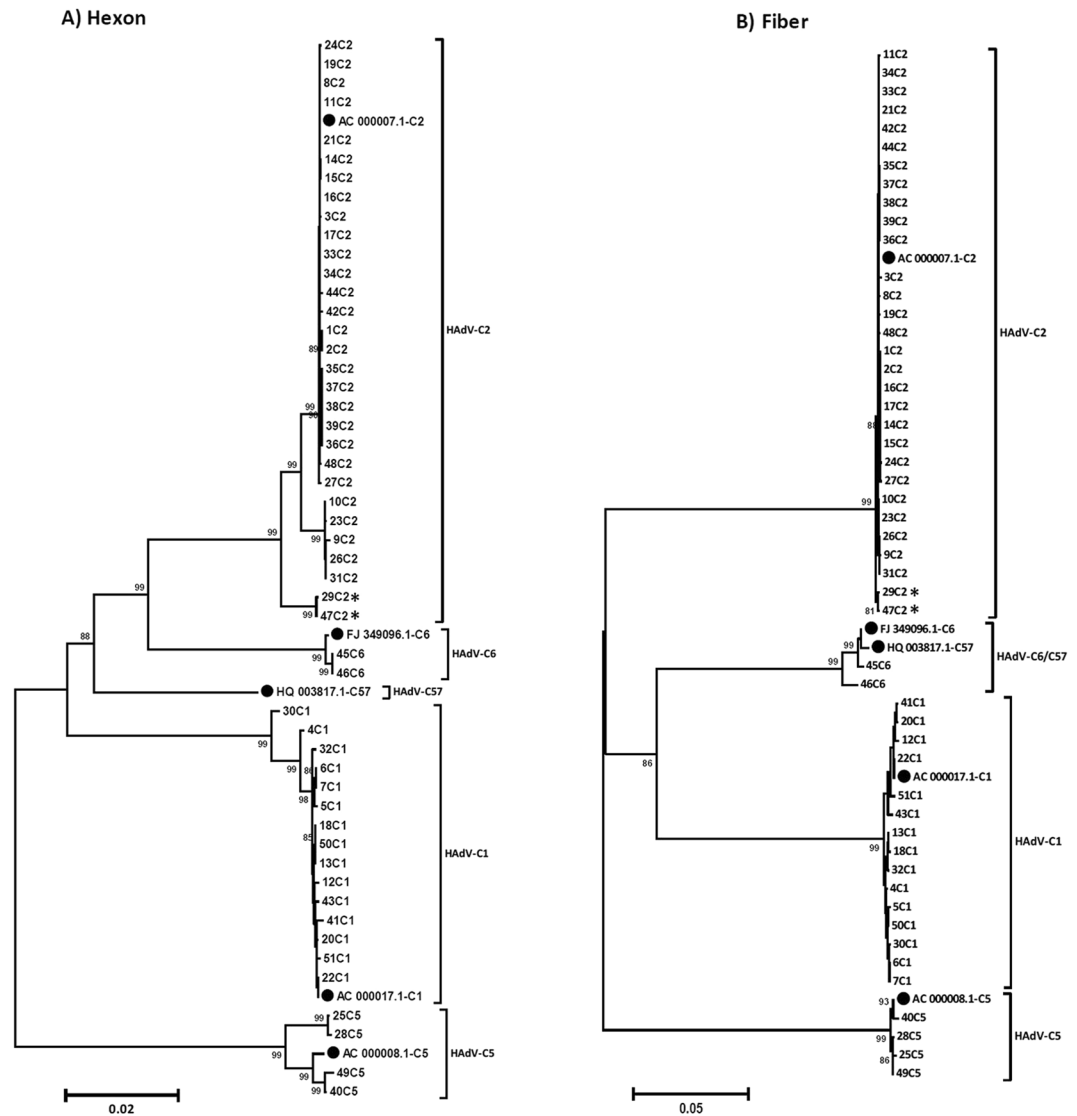 A) Hexon
24C2
19C2
8C2
11C2
AC 000007.1-C2
21C2
14C2
15C2
16C2
3C2
17C2
33C2
34C2
44C2
42C2
1C2
89
2C2
35C2
37C2
99
38C2
90
39C2
36C2
99
48C2
27C2
10C2
23C2
99
99
9C2
26C2
31C2
99
29C2*
99
47C2*
HAdV-C2
88
FJ 349096.1-C6
99
45C6
99
46C6
HAdV-C6
HQ 003817.1-C57
HAdV-C57
30C1
99
4C1
32C1
99
86
6C1
7C1
98
5C1
18C1
85
50C1
13C1
12C1
43C1
41C1
20C1
51C1
22C1
AC 000017.1-C1
HAdV-C1
99
25C5
28C5
99
AC 000008.1-C5
99
49C5
99
40C5
HAdV-C5
0.02
B) Fiber
11C2
34C2
33C2
21C2
42C2
44C2
35C2
37C2
38C2
39C2
36C2
AC 000007.1-C2
3C2
8C2
19C2
48C2
1C2
2C2
16C2
17C2
14C2
15C2
24C2
27C2
99
10C2
23C2
26C2
9C2
31C2
29C2*
81
47C2*
HAdV-C2
FJ 349096.1-C6
99
HQ 003817.1-C57
99
45C6
46C6
HAdV-C6/C57
41C1
20C1
12C1
22C1
86
AC 000017.1-C1
51C1
43C1
13C1
99
18C1
32C1
4C1
5C1
50C1
30C1
6C1
7C1
HAdV-C1
93
AC 000008.1-C5
40C5
99
28C5
86
25C5
49C5
HAdV-C5
0.05